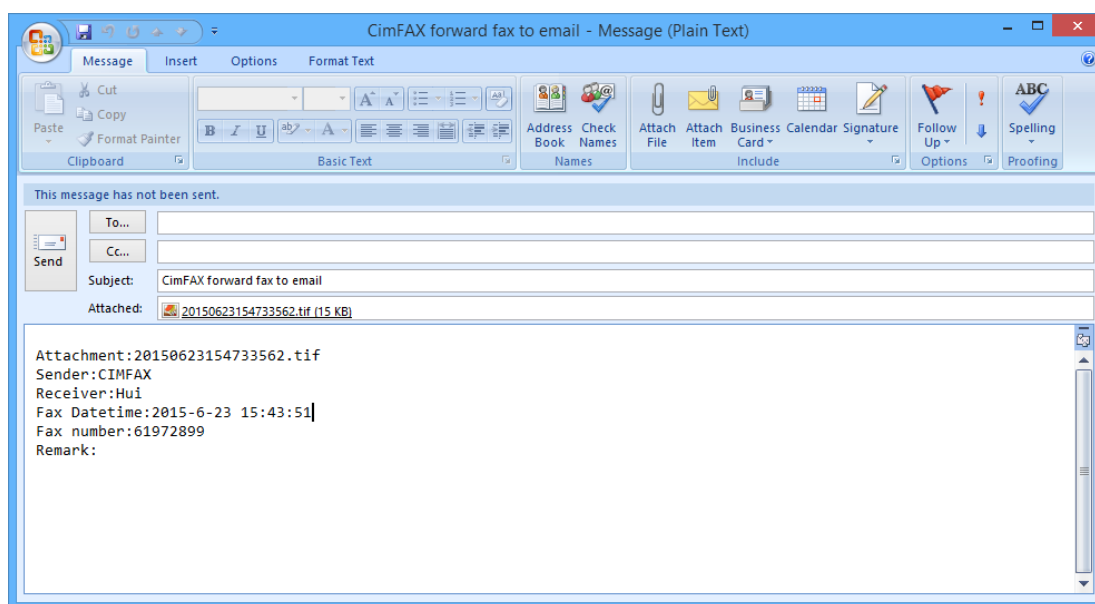 CimFAX forward fax to email - Message (Plain Text)
Message Insert Options Format Text
Paste
Cut
Copy
Format Painter
Clipboard
B I U ab A
Basic Text
Address Book
Check Names
Names
Attach File
Attach Item
Business Card
Calendar
Signature
Include
Follow Up
Options
ABC
Spelling
Proofing
This message has not been sent.
Send
To...
Cc...
Subject: CimFAX forward fax to email
Attached: 20150623154733562.tif (15 KB)
Attachment:20150623154733562.tif
Sender:CIMFAX
Receiver:Hui
Fax Datetime:2015-6-23 15:43:51
Fax number:61972899
Remark: